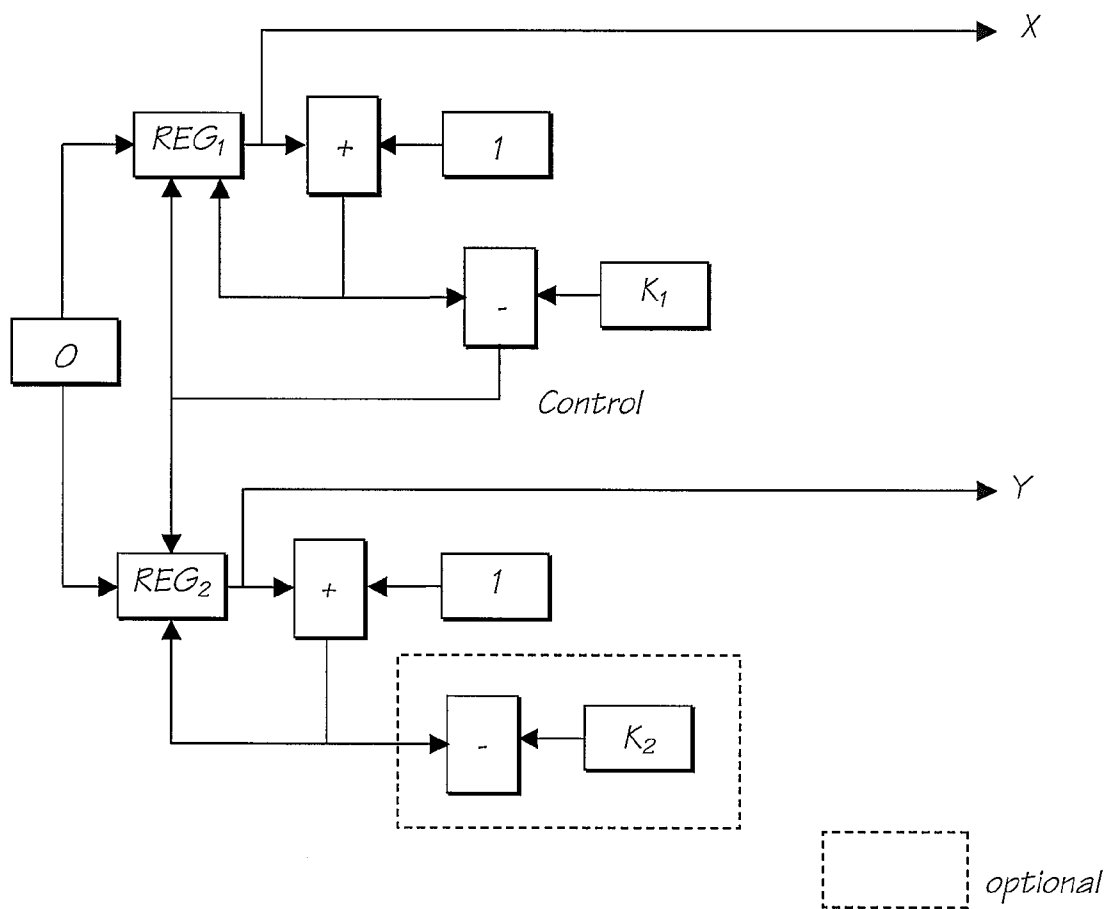 X
REG₁
+
1
-
K₁
0
Control
Y
REG₂
+
1
-
K₂
optional